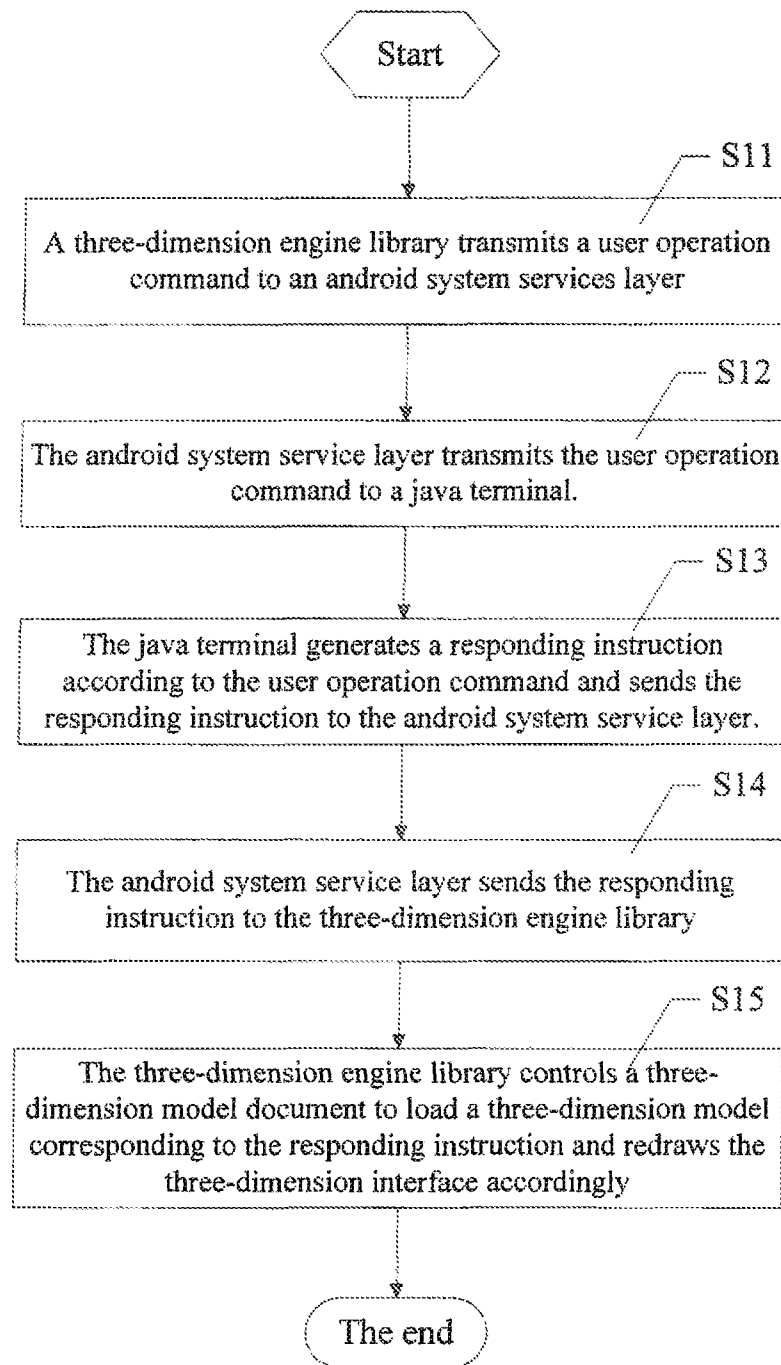 Start
S11
A three-dimension engine library transmits a user operation
command to an android system services layer
S12
The android system service layer transmits the user operation
command to a java terminal.
S13
The java terminal generates a responding instruction
according to the user operation command and sends the
responding instruction to the android system service layer.
S14
The android system service layer sends the responding
instruction to the three-dimension engine library
S15
The three-dimension engine library controls a three-
dimension model document to load a three-dimension model
corresponding to the responding instruction and redraws the
three-dimension interface accordingly
The end